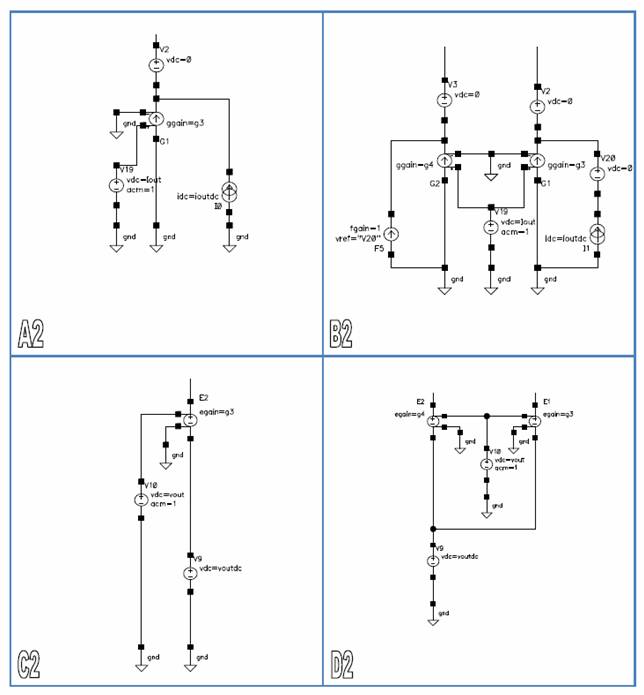 V2
vdc=0
gnd
ggain=g3
G1
V19
vdc=Iout
acm=1
idc=ioutdc
I0
gnd
gnd
gnd
A2
V3
vdc=0
V2
vdc=0
ggain=g4
gnd
ggain=g3
V20
vdc=0
G2
G1
V19
vdc=Iout
acm=1
fgain=1
vref="V20"
F5
idc=ioutdc
I1
gnd
gnd
gnd
B2
E2
egain=g3
gnd
V10
vdc=vout
acm=1
V9
vdc=voutdc
gnd
gnd
C2
E2
E1
egain=g4
egain=g3
gnd
gnd
V10
vdc=vout
acm=1
gnd
V9
vdc=voutdc
gnd
D2